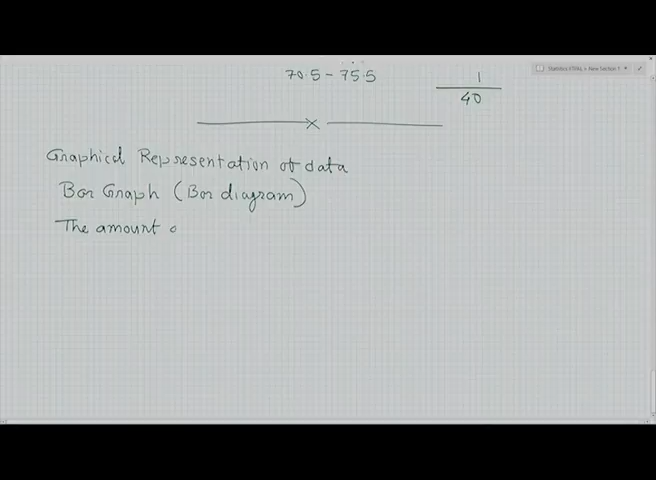 70.5 - 75.5 1
40
Graphical Representation of data
Bar Graph (Bar diagram)
The amount o